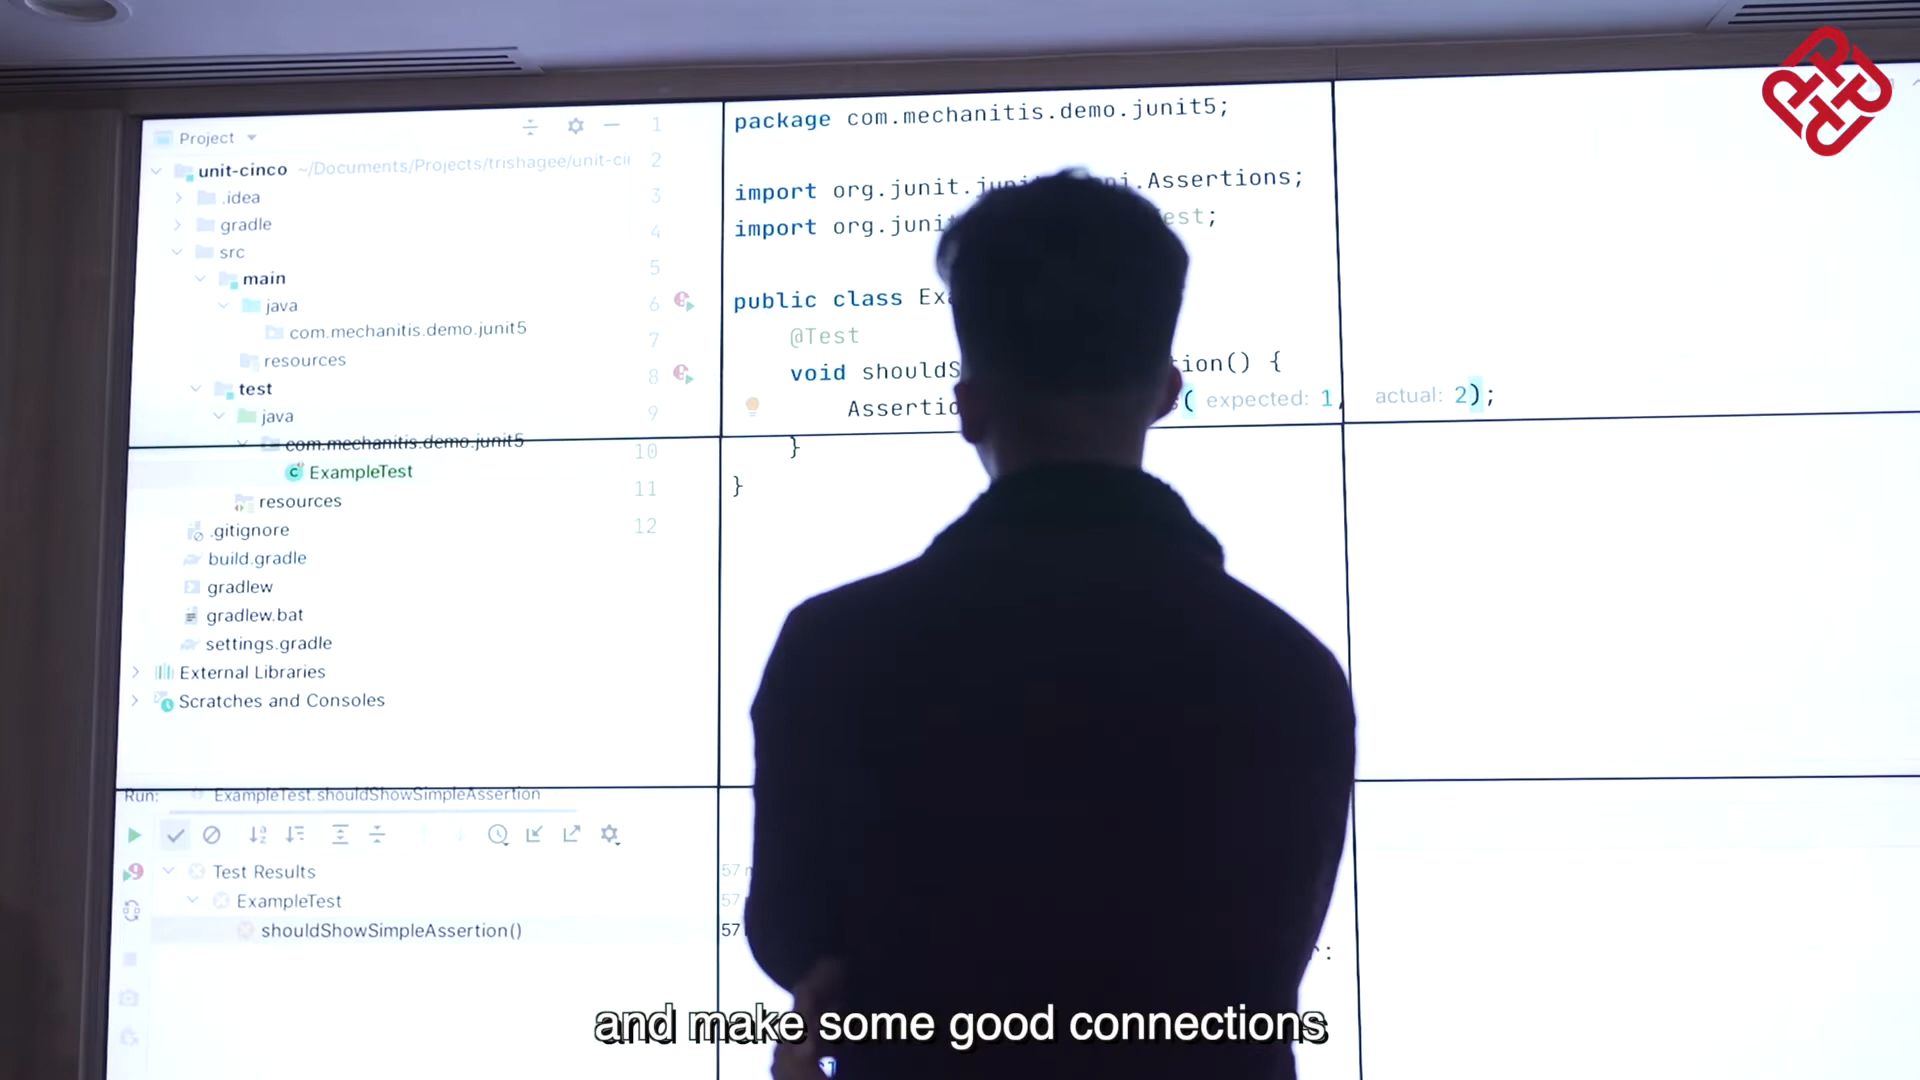 Project
unit-cinco ~/Documents/Projects/trishagee/unit-ci
.idea
gradle
src
main
java
com.mechanitis.demo.junit5
resources
test
java
com.mechanitis.demo.junit5
ExampleTest
resources
.gitignore
build.gradle
gradlew
gradlew.bat
settings.gradle
External Libraries
Scratches and Consoles
1
2
3
4
5
6
7
8
9
10
11
12
package com.mechanitis.demo.junit5;
import org.junit. .Assertions;
import org.juni est;
public class Exa
@Test
void shouldS ion() {
Assertio ( expected: 1, actual: 2);
}
}
Run: ExampleTest.shouldShowSimpleAssertion
Test Results
57
ExampleTest
57
shouldShowSimpleAssertion()
57
and make some good connections